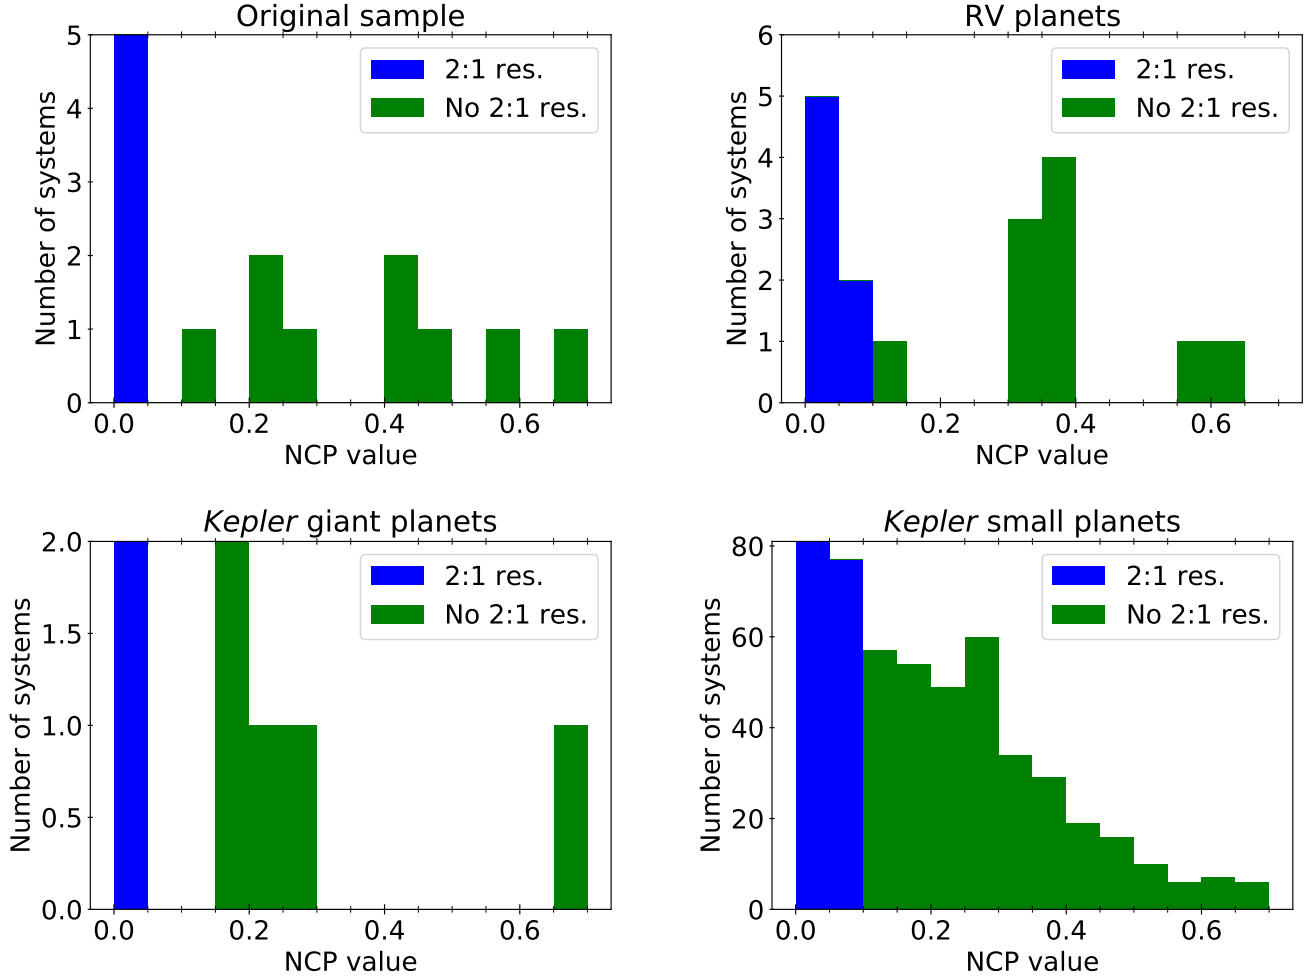 Original sample
5
4
3
2
1
0
Number of systems
2:1 res.
No 2:1 res.
0.0 0.2 0.4 0.6
NCP value
RV planets
6
5
4
3
2
1
0
Number of systems
2:1 res.
No 2:1 res.
0.0 0.2 0.4 0.6
NCP value
Kepler giant planets
2.0
1.5
1.0
0.5
0.0
Number of systems
2:1 res.
No 2:1 res.
0.0 0.2 0.4 0.6
NCP value
Kepler small planets
80
60
40
20
0
Number of systems
2:1 res.
No 2:1 res.
0.0 0.2 0.4 0.6
NCP value